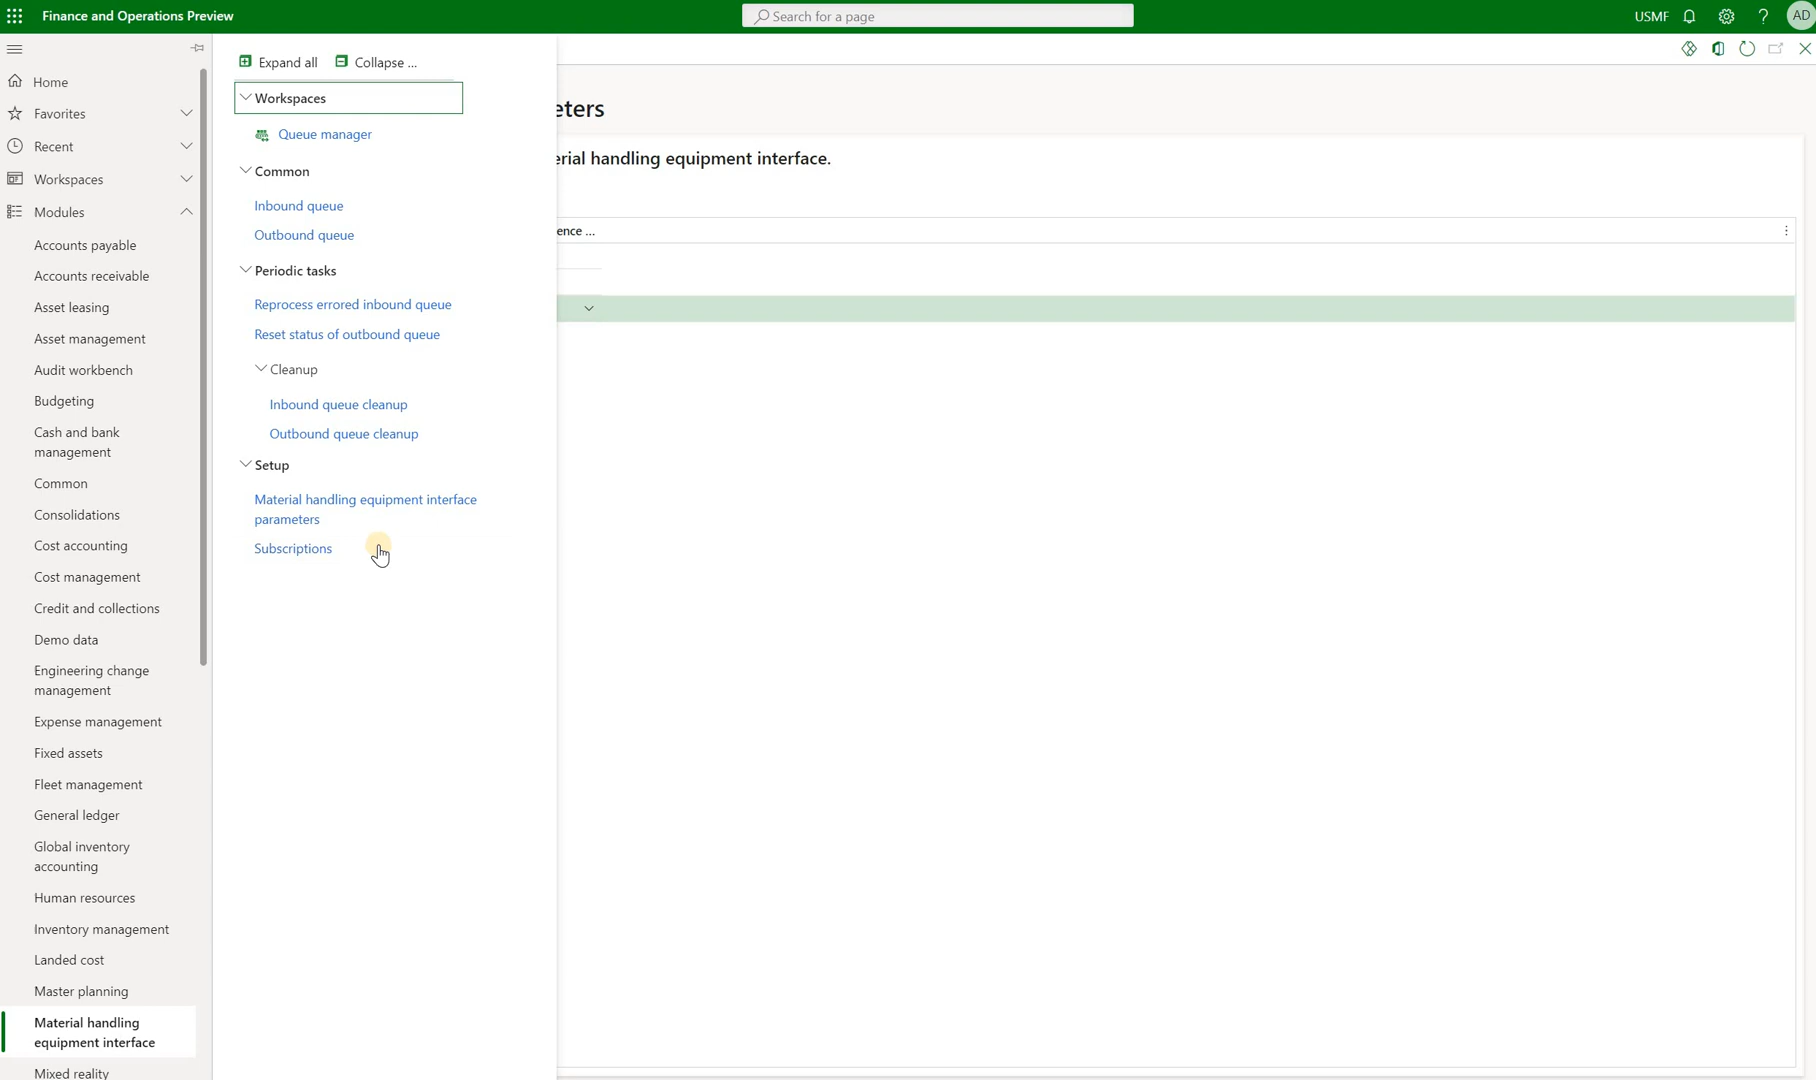 Finance and Operations Preview
Search for a page
USMF
AD
Home
Favorites
Recent
Workspaces
Modules
Accounts payable
Accounts receivable
Asset leasing
Asset management
Audit workbench
Budgeting
Cash and bank
management
Common
Consolidations
Cost accounting
Cost management
Credit and collections
Demo data
Engineering change
management
Expense management
Fixed assets
Fleet management
General ledger
Global inventory
accounting
Human resources
Inventory management
Landed cost
Master planning
Material handling
equipment interface
Mixed reality
Expand all
Collapse ...
Workspaces
Queue manager
Common
Inbound queue
Outbound queue
Periodic tasks
Reprocess errored inbound queue
Reset status of outbound queue
Cleanup
Inbound queue cleanup
Outbound queue cleanup
Setup
Material handling equipment interface
parameters
Subscriptions
eters
erial handling equipment interface.
ence ...